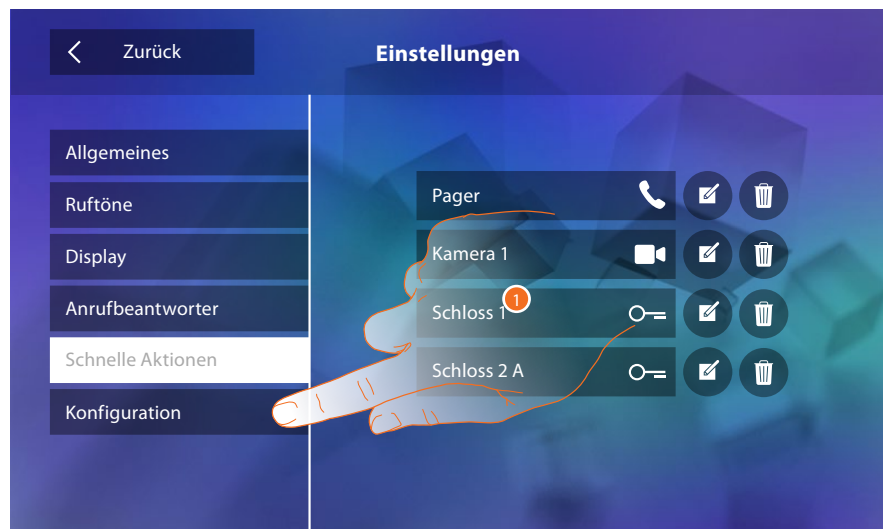 Zurück
Einstellungen
Allgemeines
Ruftöne
Display
Anrufbeantworter
Schnelle Aktionen
Konfiguration
Pager
Kamera 1
Schloss 1
1
Schloss 2 A